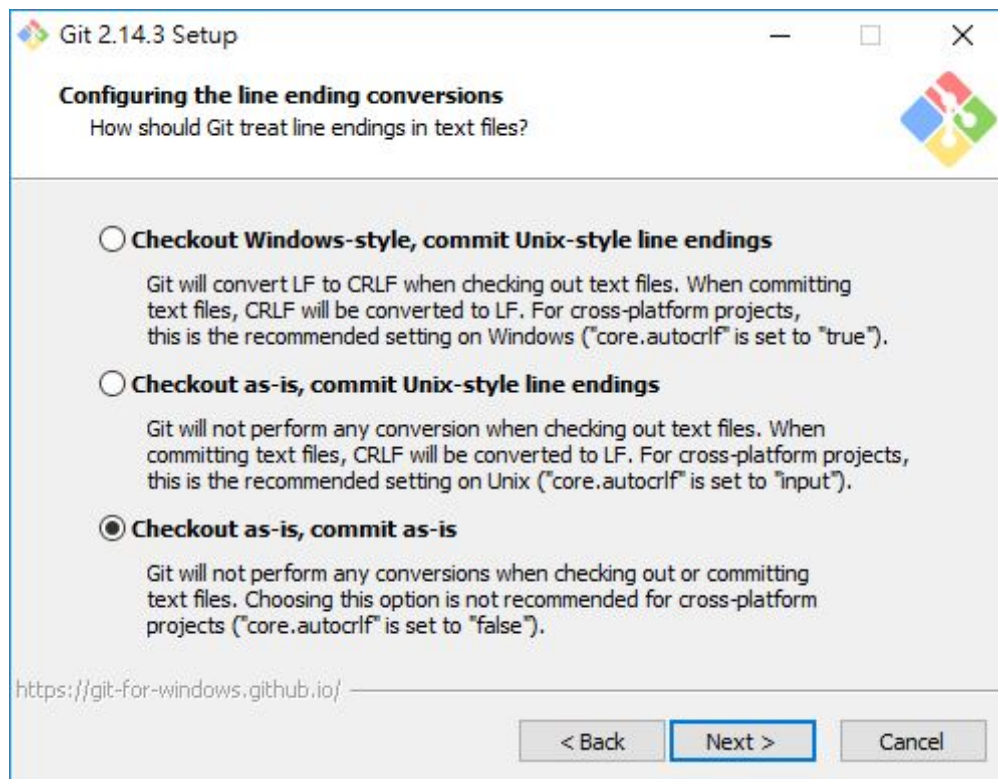 Git 2.14.3 Setup
Configuring the line ending conversions
How should Git treat line endings in text files?
Checkout Windows-style, commit Unix-style line endings
Git will convert LF to CRLF when checking out text files. When committing
text files, CRLF will be converted to LF. For cross-platform projects,
this is the recommended setting on Windows ("core.autocrlf" is set to "true").
Checkout as-is, commit Unix-style line endings
Git will not perform any conversion when checking out text files. When
committing text files, CRLF will be converted to LF. For cross-platform projects,
this is the recommended setting on Unix ("core.autocrlf" is set to "input").
Checkout as-is, commit as-is
Git will not perform any conversions when checking out or committing
text files. Choosing this option is not recommended for cross-platform
projects ("core.autocrlf" is set to "false").
https://git-for-windows.github.io/
< Back
Next >
Cancel